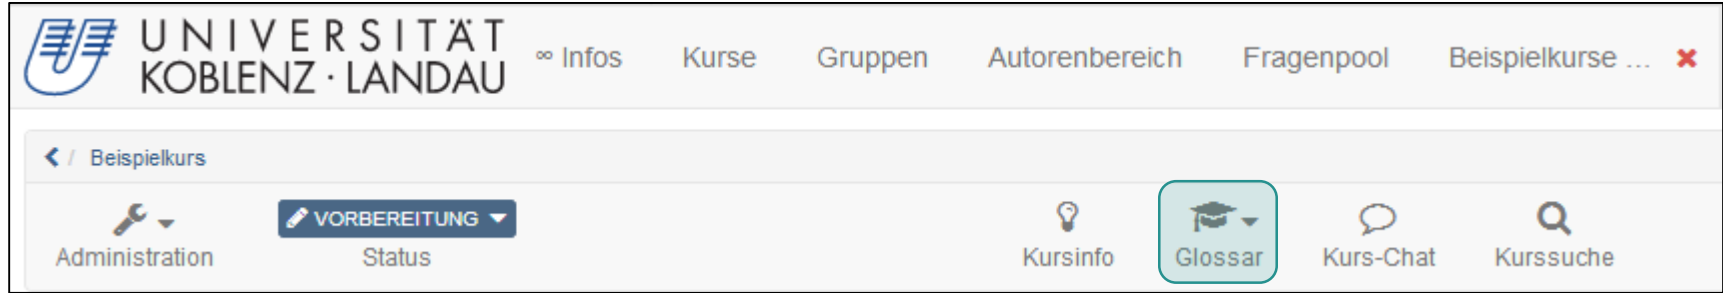 UNIVERSITÄT
KOBLENZ · LANDAU
∞ Infos Kurse Gruppen Autorenbereich Fragenpool Beispielkurse ...
/ Beispielkurs
VORBEREITUNG
Administration Status Kursinfo Glossar Kurs-Chat Kurssuche